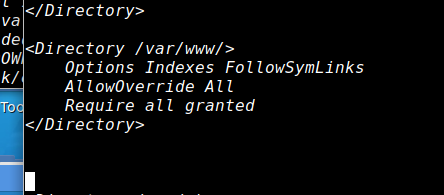 </Directory>
<Directory /var/www/>
    Options Indexes FollowSymLinks
    AllowOverride All
    Require all granted
</Directory>